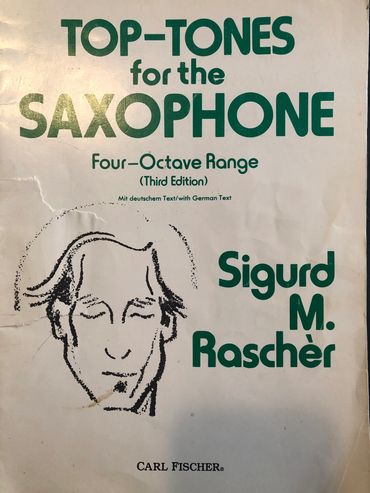 TOP–TONES
for the
SAXOPHONE
Four–Octave Range
(Third Edition)
Mit deutschem Text/with German Text
Sigurd
M.
Raschèr
CARL FISCHER®